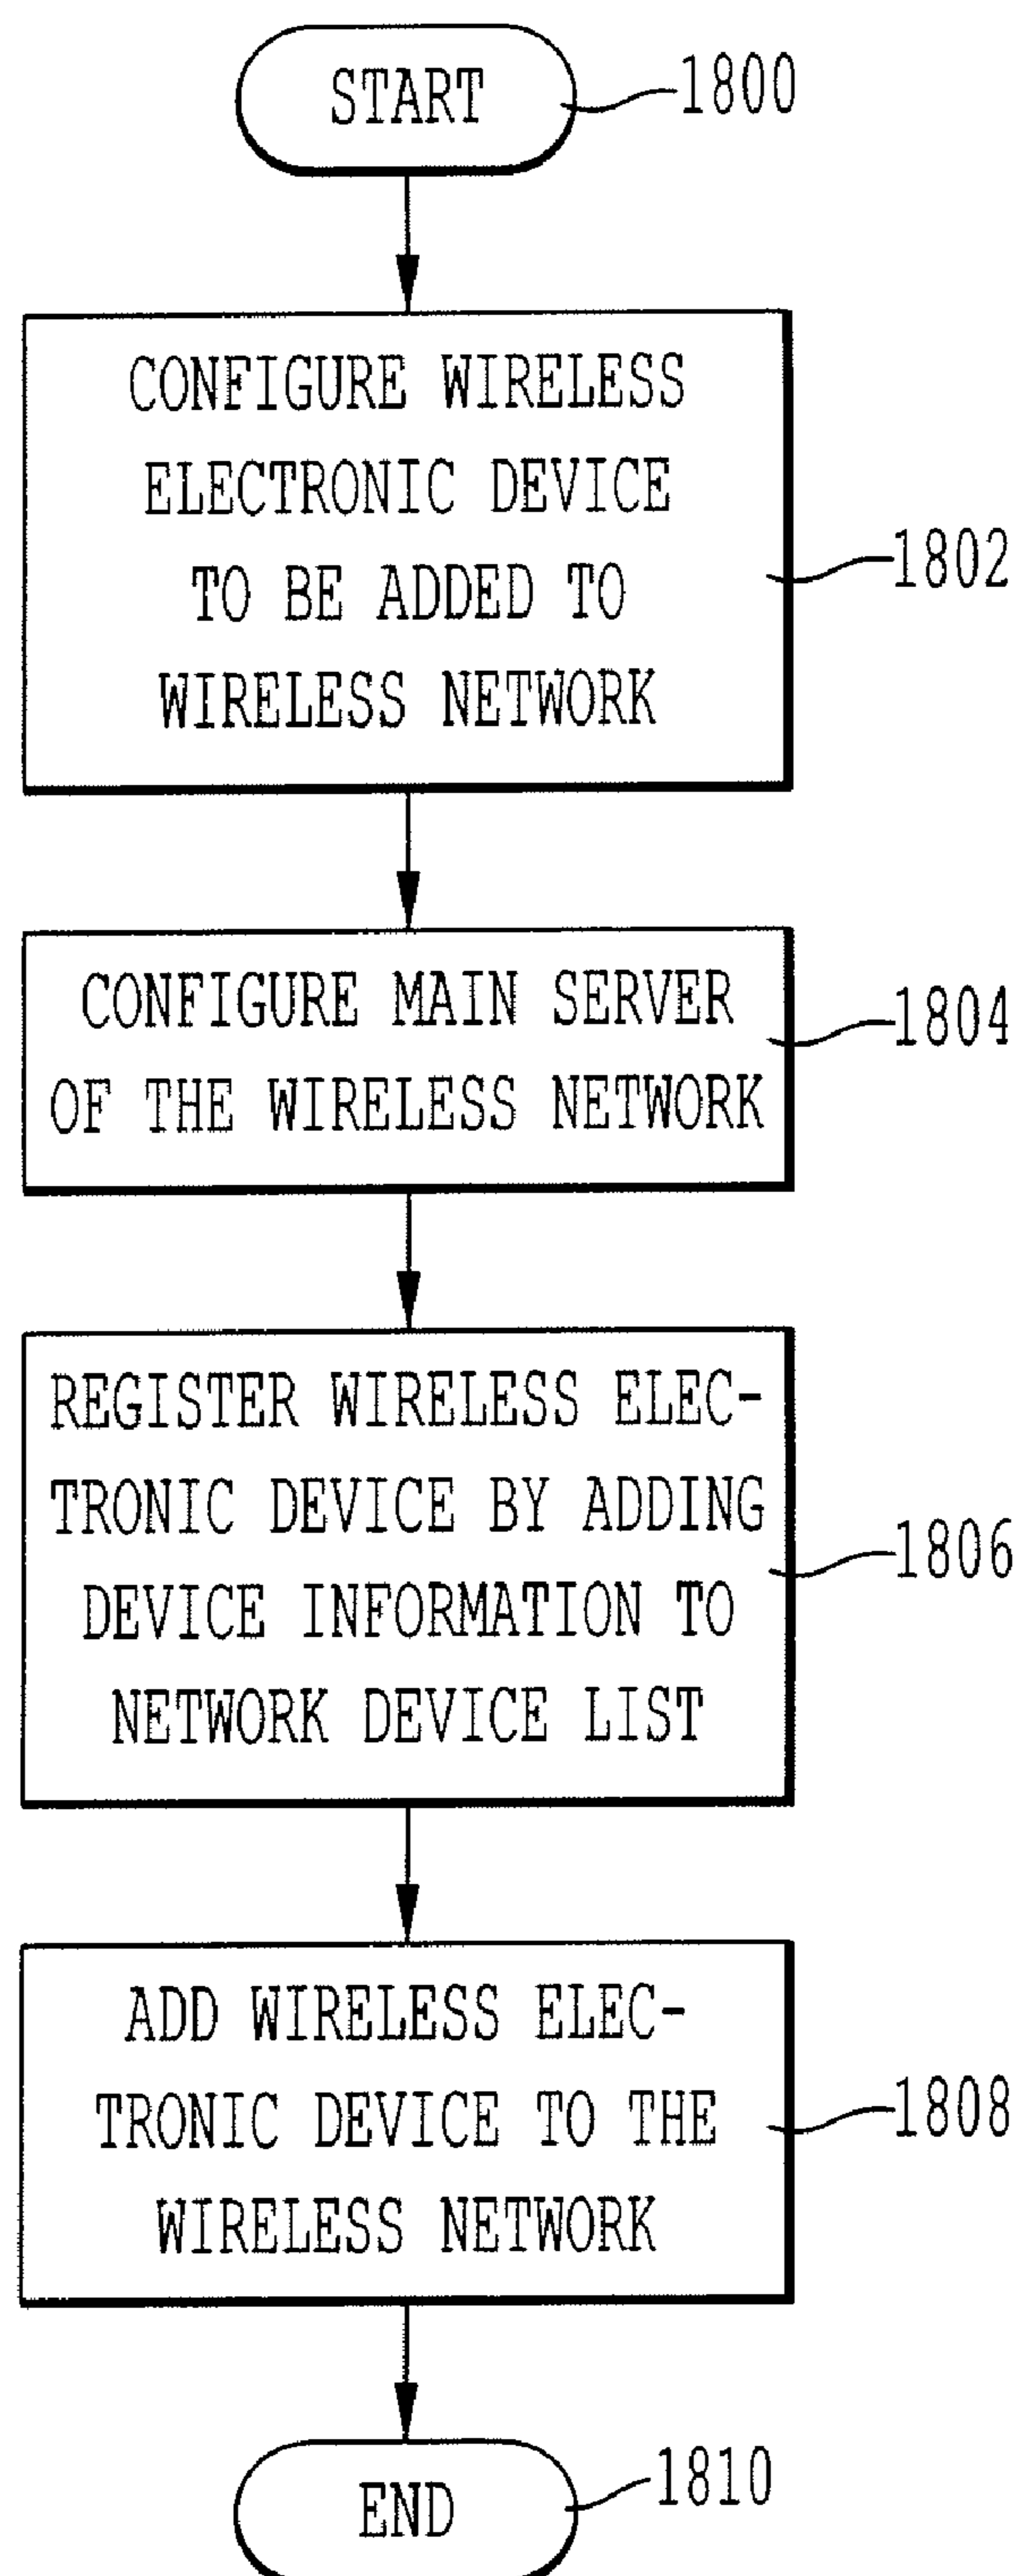 START
1800
CONFIGURE WIRELESS
ELECTRONIC DEVICE
TO BE ADDED TO
WIRELESS NETWORK
1802
CONFIGURE MAIN SERVER
OF THE WIRELESS NETWORK
1804
REGISTER WIRELESS ELEC-
TRONIC DEVICE BY ADDING
DEVICE INFORMATION TO
NETWORK DEVICE LIST
1806
ADD WIRELESS ELEC-
TRONIC DEVICE TO THE
WIRELESS NETWORK
1808
END
1810